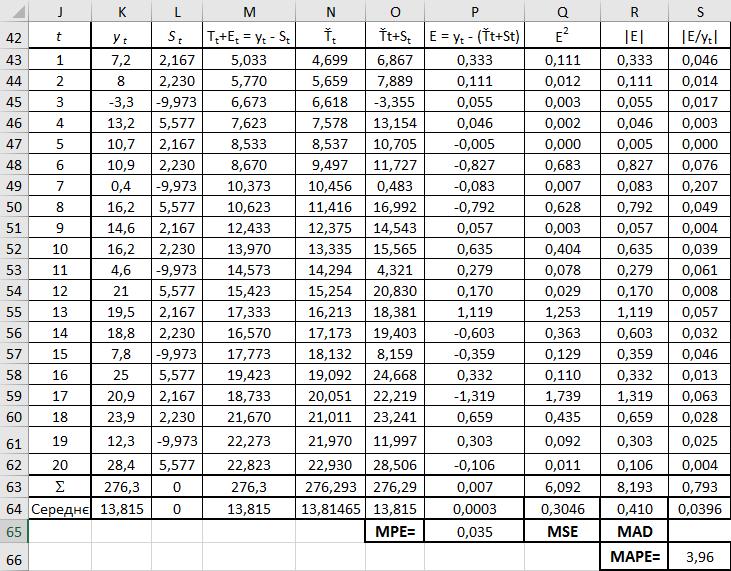 J K L M N O P Q R S
42 t y t S t Tt+Et = yt - St Ťt Ťt+St E = yt - (Ťt+St) E2 |E| |E/yt|
43 1 7,2 2,167 5,033 4,699 6,867 0,333 0,111 0,333 0,046
44 2 8 2,230 5,770 5,659 7,889 0,111 0,012 0,111 0,014
45 3 -3,3 -9,973 6,673 6,618 -3,355 0,055 0,003 0,055 0,017
46 4 13,2 5,577 7,623 7,578 13,154 0,046 0,002 0,046 0,003
47 5 10,7 2,167 8,533 8,537 10,705 -0,005 0,000 0,005 0,000
48 6 10,9 2,230 8,670 9,497 11,727 -0,827 0,683 0,827 0,076
49 7 0,4 -9,973 10,373 10,456 0,483 -0,083 0,007 0,083 0,207
50 8 16,2 5,577 10,623 11,416 16,992 -0,792 0,628 0,792 0,049
51 9 14,6 2,167 12,433 12,375 14,543 0,057 0,003 0,057 0,004
52 10 16,2 2,230 13,970 13,335 15,565 0,635 0,404 0,635 0,039
53 11 4,6 -9,973 14,573 14,294 4,321 0,279 0,078 0,279 0,061
54 12 21 5,577 15,423 15,254 20,830 0,170 0,029 0,170 0,008
55 13 19,5 2,167 17,333 16,213 18,381 1,119 1,253 1,119 0,057
56 14 18,8 2,230 16,570 17,173 19,403 -0,603 0,363 0,603 0,032
57 15 7,8 -9,973 17,773 18,132 8,159 -0,359 0,129 0,359 0,046
58 16 25 5,577 19,423 19,092 24,668 0,332 0,110 0,332 0,013
59 17 20,9 2,167 18,733 20,051 22,219 -1,319 1,739 1,319 0,063
60 18 23,9 2,230 21,670 21,011 23,241 0,659 0,435 0,659 0,028
61 19 12,3 -9,973 22,273 21,970 11,997 0,303 0,092 0,303 0,025
62 20 28,4 5,577 22,823 22,930 28,506 -0,106 0,011 0,106 0,004
63 Σ 276,3 0 276,3 276,293 276,29 0,007 6,092 8,193 0,793
64 Середнє 13,815 0 13,815 13,81465 13,815 0,0003 0,3046 0,410 0,0396
65 MPE= 0,035 MSE MAD
66 MAPE= 3,96